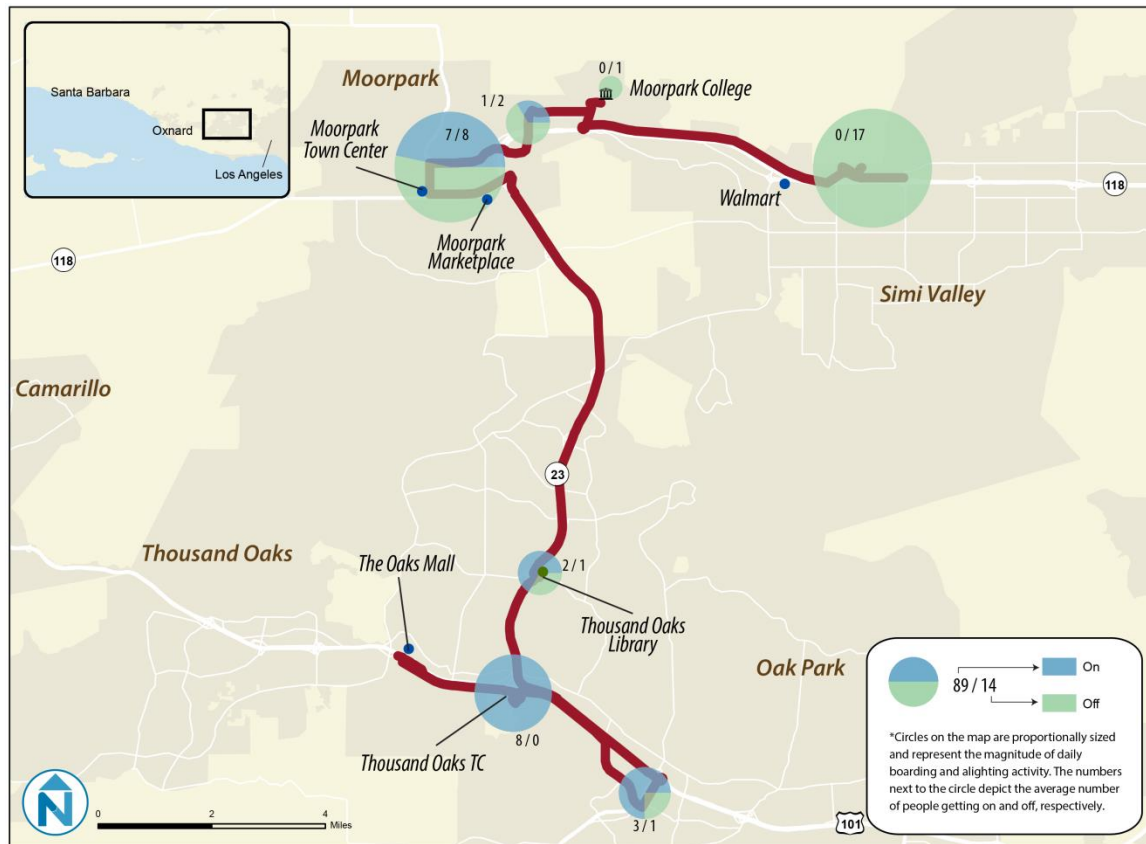 Santa Barbara
Oxnard
Los Angeles
Moorpark
0 / 1
Moorpark College
1 / 2
7 / 8
Moorpark
Town Center
0 / 17
Walmart
118
Moorpark
Marketplace
118
Simi Valley
Camarillo
23
Thousand Oaks
The Oaks Mall
2 / 1
Thousand Oaks
Library
Oak Park
8 / 0
Thousand Oaks TC
3 / 1
101
N
0 2 4
Miles
89 / 14
On
Off
*Circles on the map are proportionally sized
and represent the magnitude of daily
boarding and alighting activity. The numbers
next to the circle depict the average number
of people getting on and off, respectively.